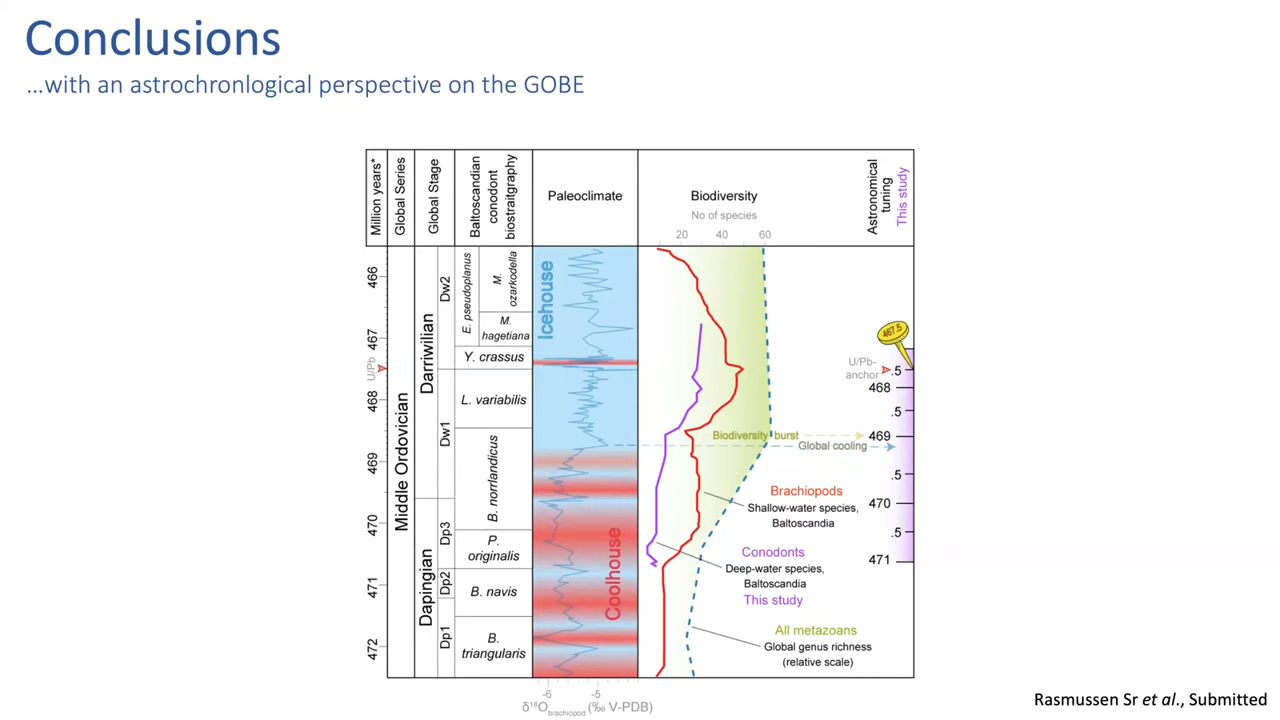 Conclusions
...with an astrochronlogical perspective on the GOBE
Million years*
Global Series
Global Stage
Baltoscandian
conodont
biostraitgraphy
Paleoclimate
Biodiversity
No of species
20 40 60
Astronomical
tuning
This study
466
467
U/Pb
468
469
470
471
472
Middle Ordovician
Darriwilian
Dapingian
Dw2
Dw1
Dp3
Dp2
Dp1
E. pseudoplanus
M.
ozarkodella
M.
hagetiana
Y. crassus
L. variabilis
B. norrlandicus
P.
originalis
B. navis
B.
triangularis
Icehouse
Coolhouse
Biodiversity burst
Global cooling
Brachiopods
Shallow-water species,
Baltoscandia
Conodonts
Deep-water species,
Baltoscandia
This study
All metazoans
Global genus richness
(relative scale)
467.5
U/Pb-
anchor
.5
468
.5
469
.5
470
.5
471
-6 -5
δ18Obrachiopod (‰ V-PDB)
Rasmussen Sr et al., Submitted